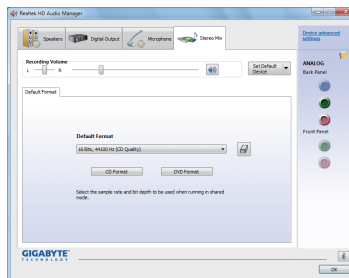 Realtek HD Audio Manager
Speakers
Digital Output
Microphone
Stereo Mix
Device advanced settings
Recording Volume
L
R
Set Default Device
ANALOG
Back Panel
Default Format
Default Format
16 Bits, 44100 Hz (CD Quality)
CD Format
DVD Format
Select the sample rate and bit depth to be used when running in shared mode.
Front Panel
GIGABYTE
TECHNOLOGY
OK